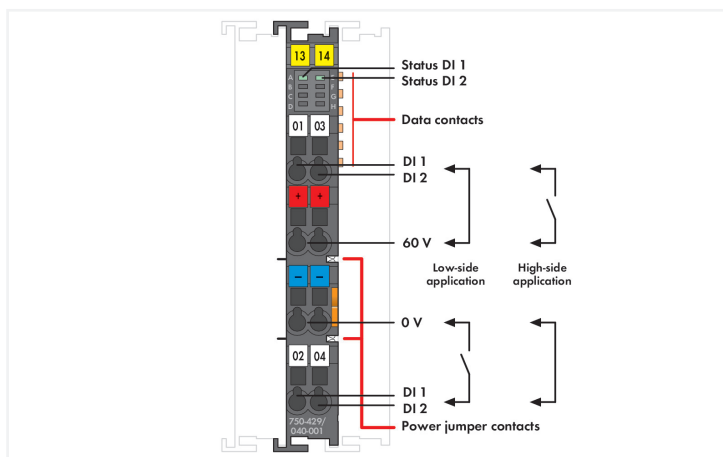 13 14
Status DI 1
Status DI 2
A E
B F
C G
D H
Data contacts
01 03
DI 1
DI 2
+ +
60 V
Low-side
application
High-side
application
− −
0 V
02 04
DI 1
DI 2
750-429/
040-001
Power jumper contacts